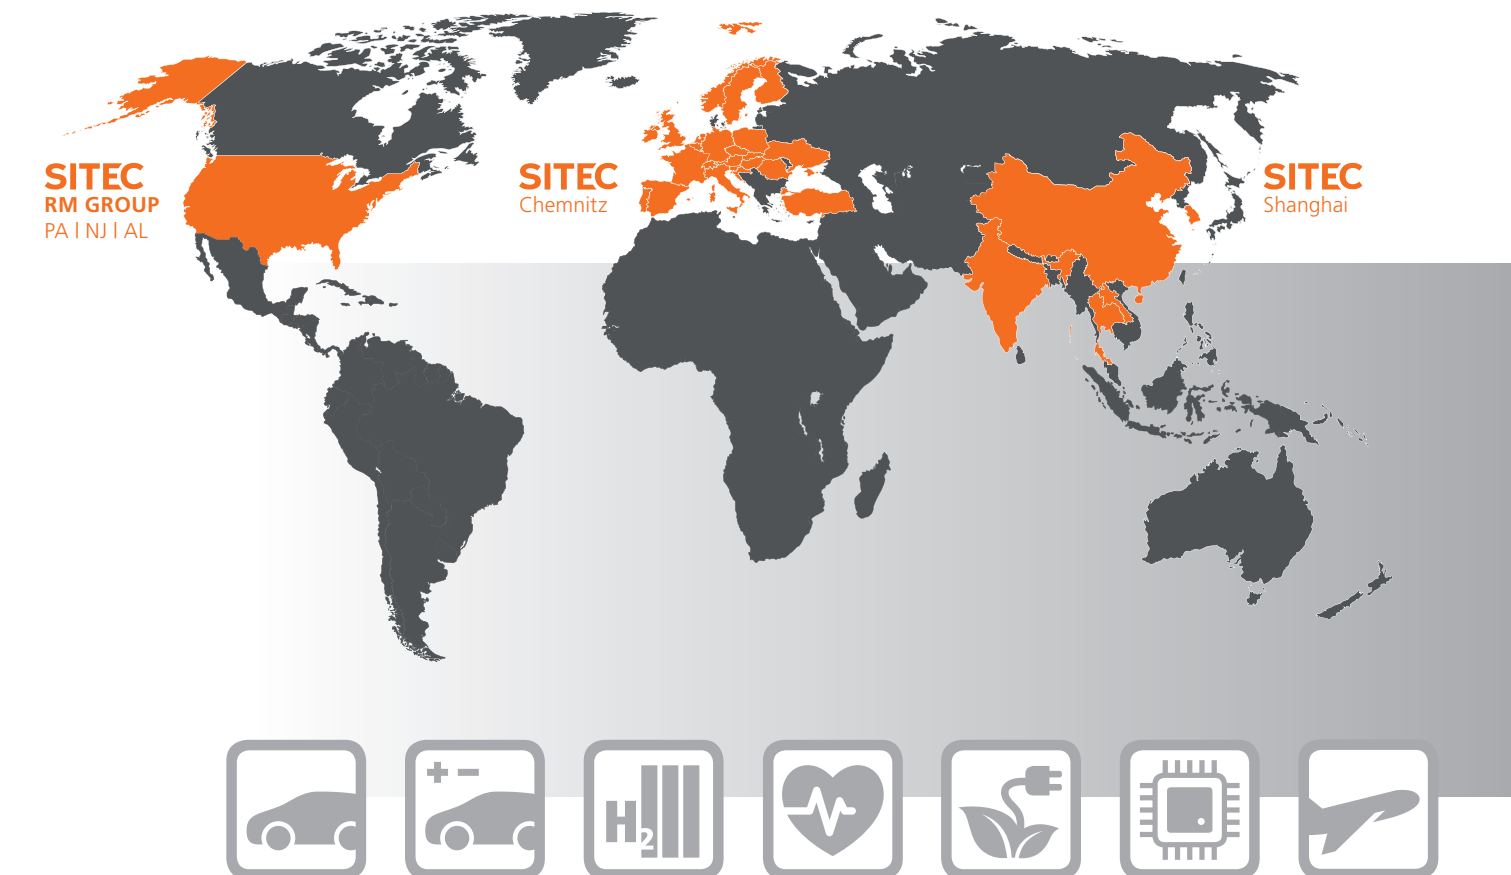 SITEC
RM GROUP
PA | NJ | AL
SITEC
Chemnitz
SITEC
Shanghai
+ −
H2